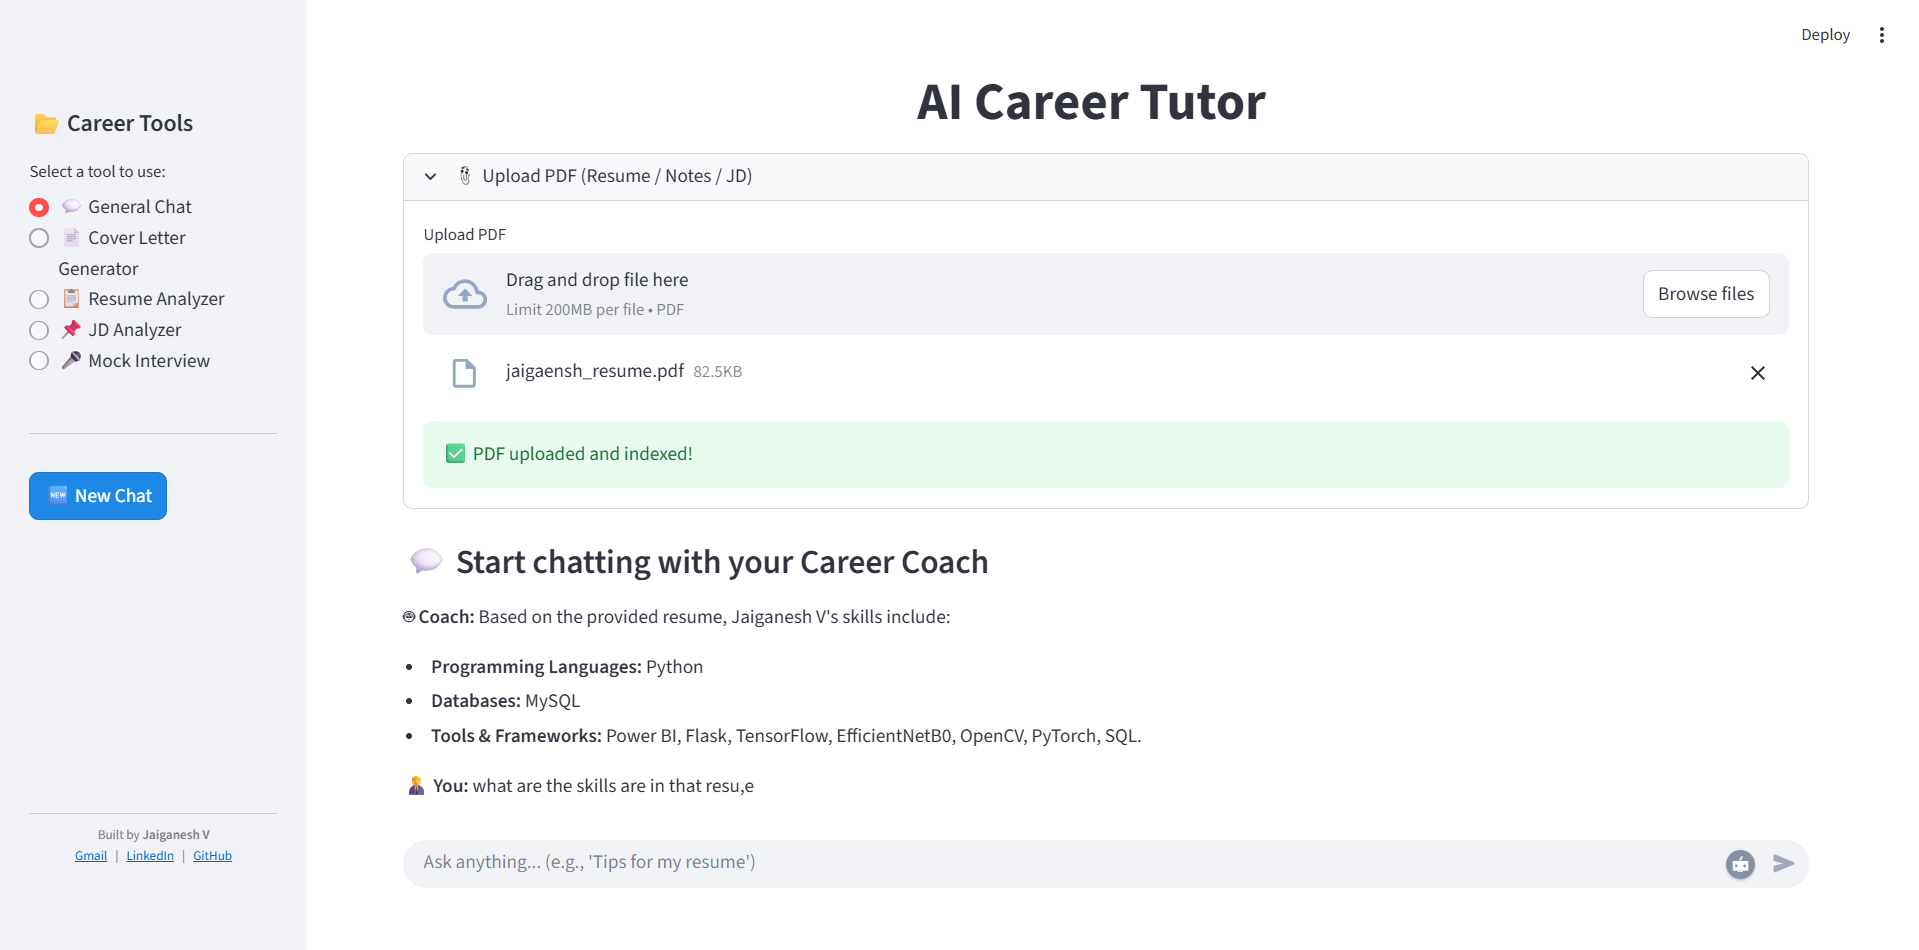 Deploy
Career Tools
Select a tool to use:
General Chat
Cover Letter
Generator
Resume Analyzer
JD Analyzer
Mock Interview
NEW New Chat
Built by Jaiganesh V
Gmail | LinkedIn | GitHub
AI Career Tutor
Upload PDF (Resume / Notes / JD)
Upload PDF
Drag and drop file here
Limit 200MB per file • PDF
Browse files
jaigaensh_resume.pdf 82.5KB
PDF uploaded and indexed!
Start chatting with your Career Coach
Coach: Based on the provided resume, Jaiganesh V's skills include:
• Programming Languages: Python
• Databases: MySQL
• Tools & Frameworks: Power BI, Flask, TensorFlow, EfficientNetB0, OpenCV, PyTorch, SQL.
You: what are the skills are in that resu,e
Ask anything... (e.g., 'Tips for my resume')